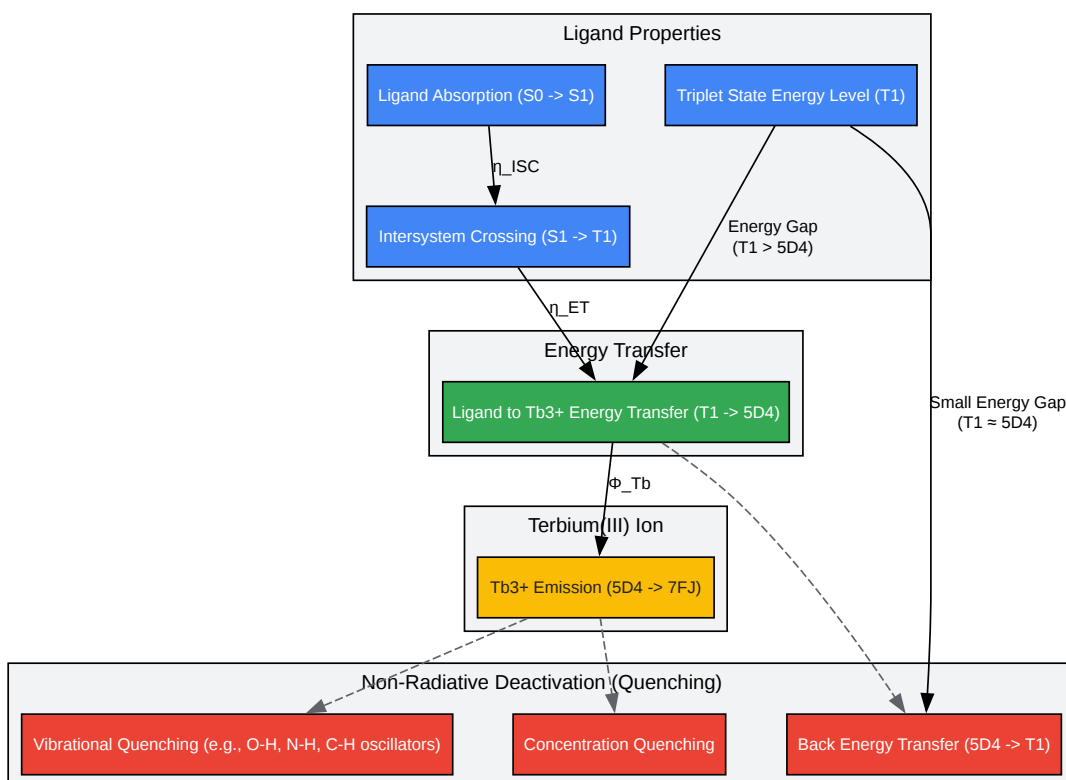 Ligand Properties
Ligand Absorption (S0 -> S1)
Triplet State Energy Level (T1)
η_ISC
Intersystem Crossing (S1 -> T1)
Energy Gap
(T1 > 5D4)
η_ET
Energy Transfer
Ligand to Tb3+ Energy Transfer (T1 -> 5D4)
Small Energy Gap
(T1 ≈ 5D4)
Φ_Tb
Terbium(III) Ion
Tb3+ Emission (5D4 -> 7FJ)
Non-Radiative Deactivation (Quenching)
Vibrational Quenching (e.g., O-H, N-H, C-H oscillators)
Concentration Quenching
Back Energy Transfer (5D4 -> T1)